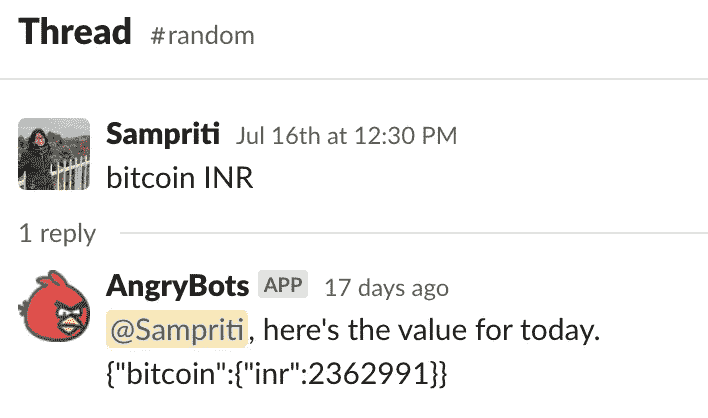 Thread #random
Sampriti Jul 16th at 12:30 PM
bitcoin INR
1 reply
AngryBots APP 17 days ago
@Sampriti, here's the value for today.
{"bitcoin":{"inr":2362991}}